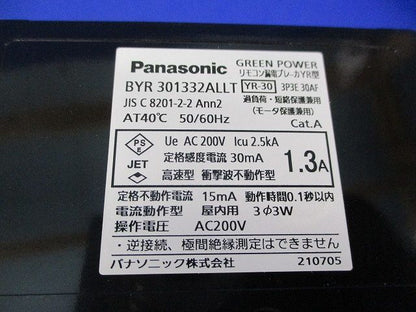 Panasonic GREEN POWER
リモコン漏電ブレーカYR型
BYR 301332ALLT YR-30 3P3E 30AF
JIS C 8201-2-2 Ann2 過負荷・短絡保護兼用
AT40℃ 50/60Hz (モータ保護兼用)
Cat.A
PS E JET
Ue AC 200V Icu 2.5kA
定格感度電流 30mA
高速型 衝撃波不動作型
1.3A
定格不動作電流 15mA 動作時間0.1秒以内
電流動作型 屋内用 3φ3W
操作電圧 AC200V
・逆接続、極間絶縁測定はできません
パナソニック株式会社 210705